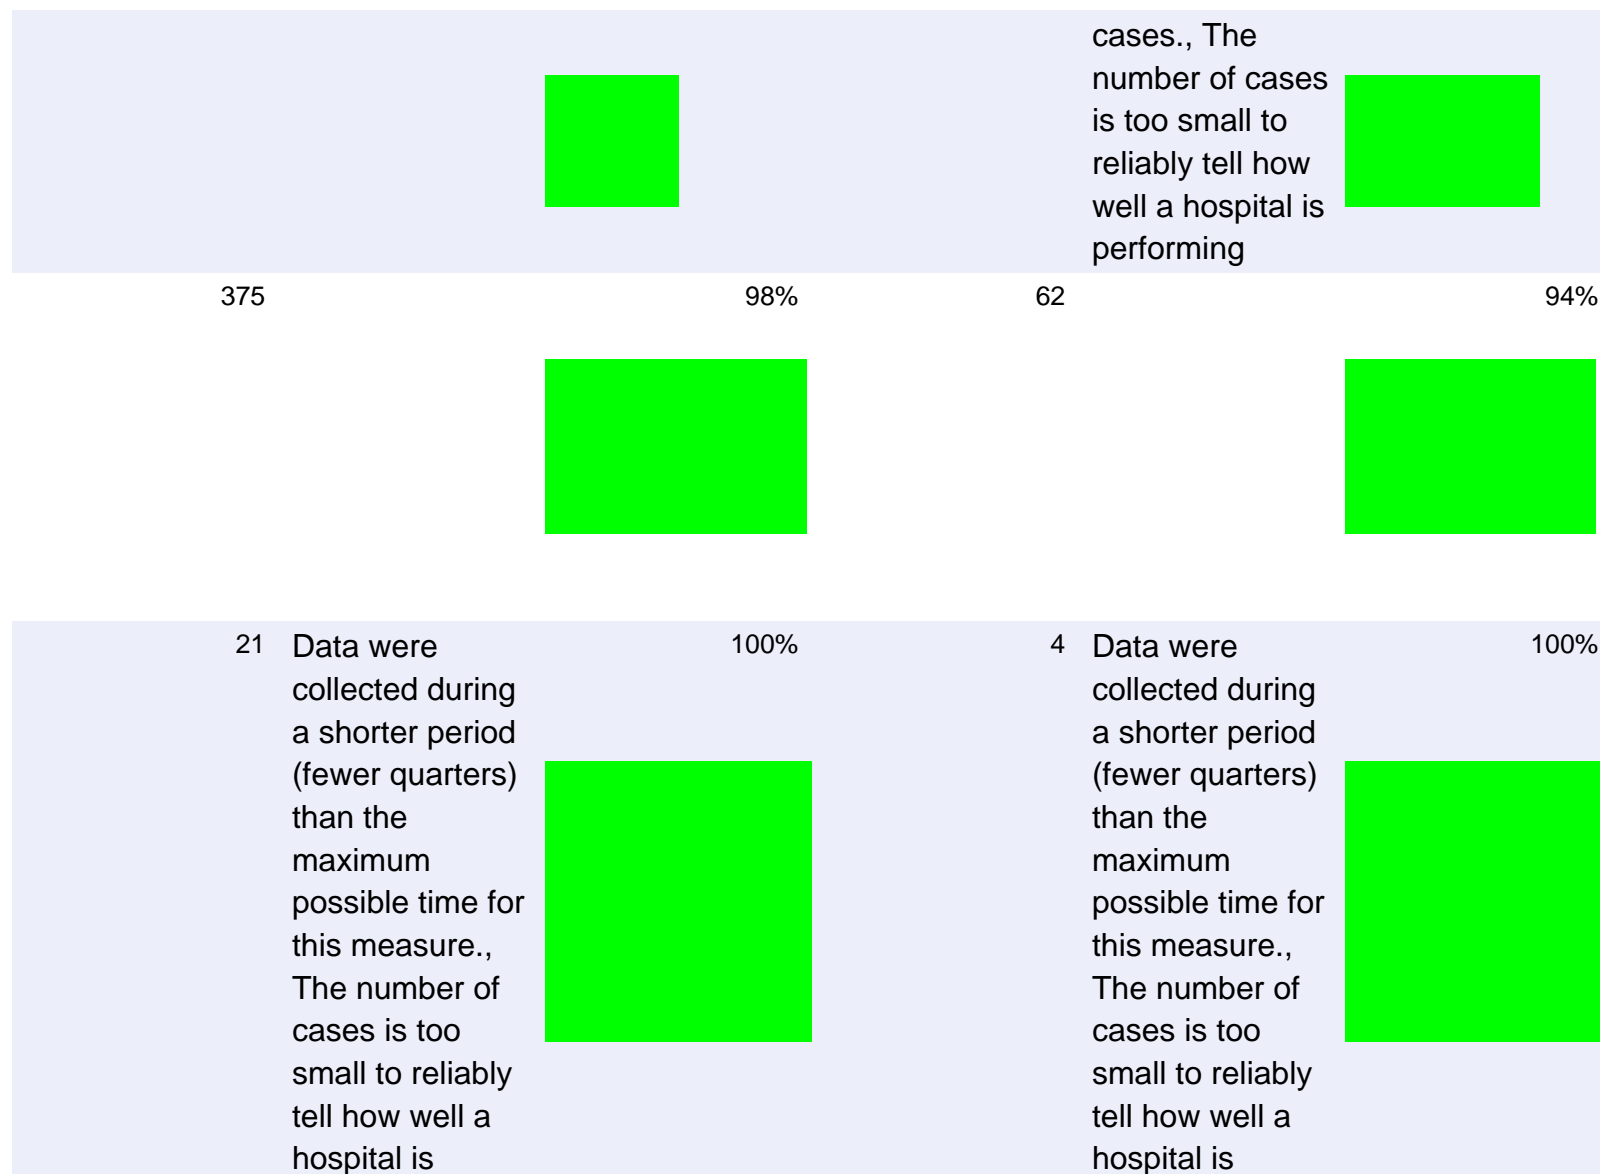 cases., The
number of cases
is too small to
reliably tell how
well a hospital is
performing
375 98% 62 94%
21 Data were 100% 4 Data were 100%
collected during collected during
a shorter period a shorter period
(fewer quarters) (fewer quarters)
than the than the
maximum maximum
possible time for possible time for
this measure., this measure.,
The number of The number of
cases is too cases is too
small to reliably small to reliably
tell how well a tell how well a
hospital is hospital is